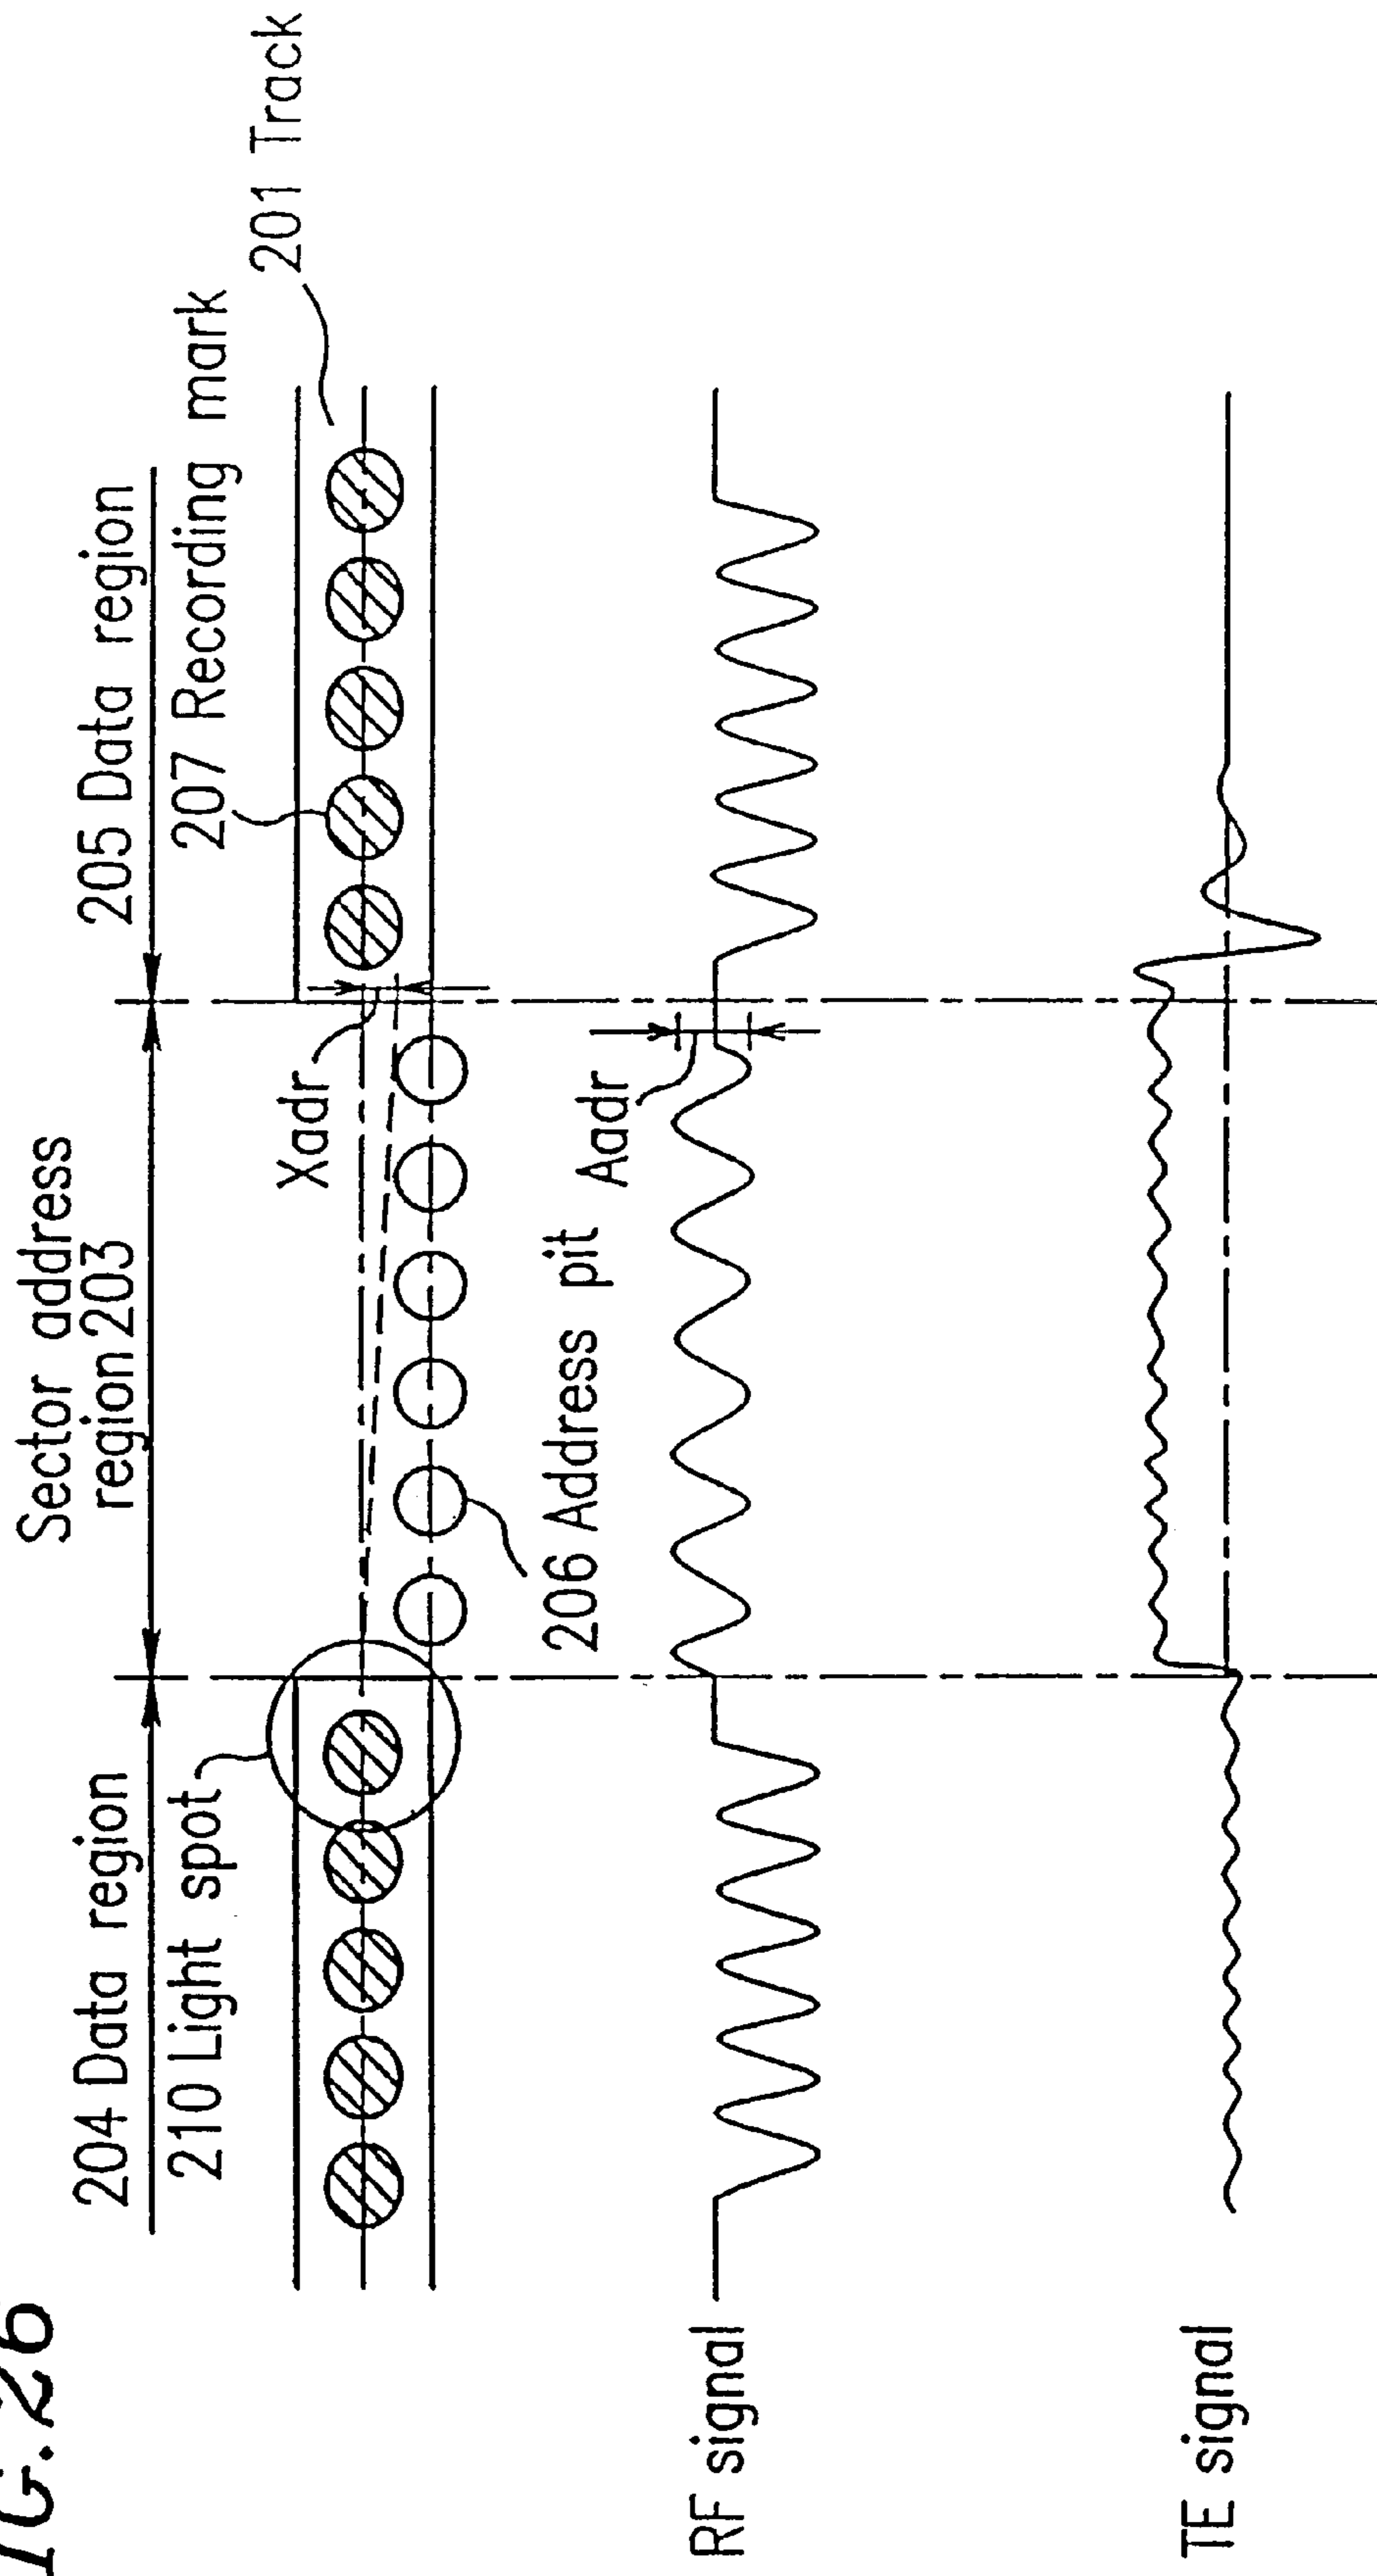 IG. 26
Sector address
region 203
204 Data region
205 Data region
210 Light spot
207 Recording mark
201 Track
Xadr
206 Address pit
Aadr
RF signal
TE signal